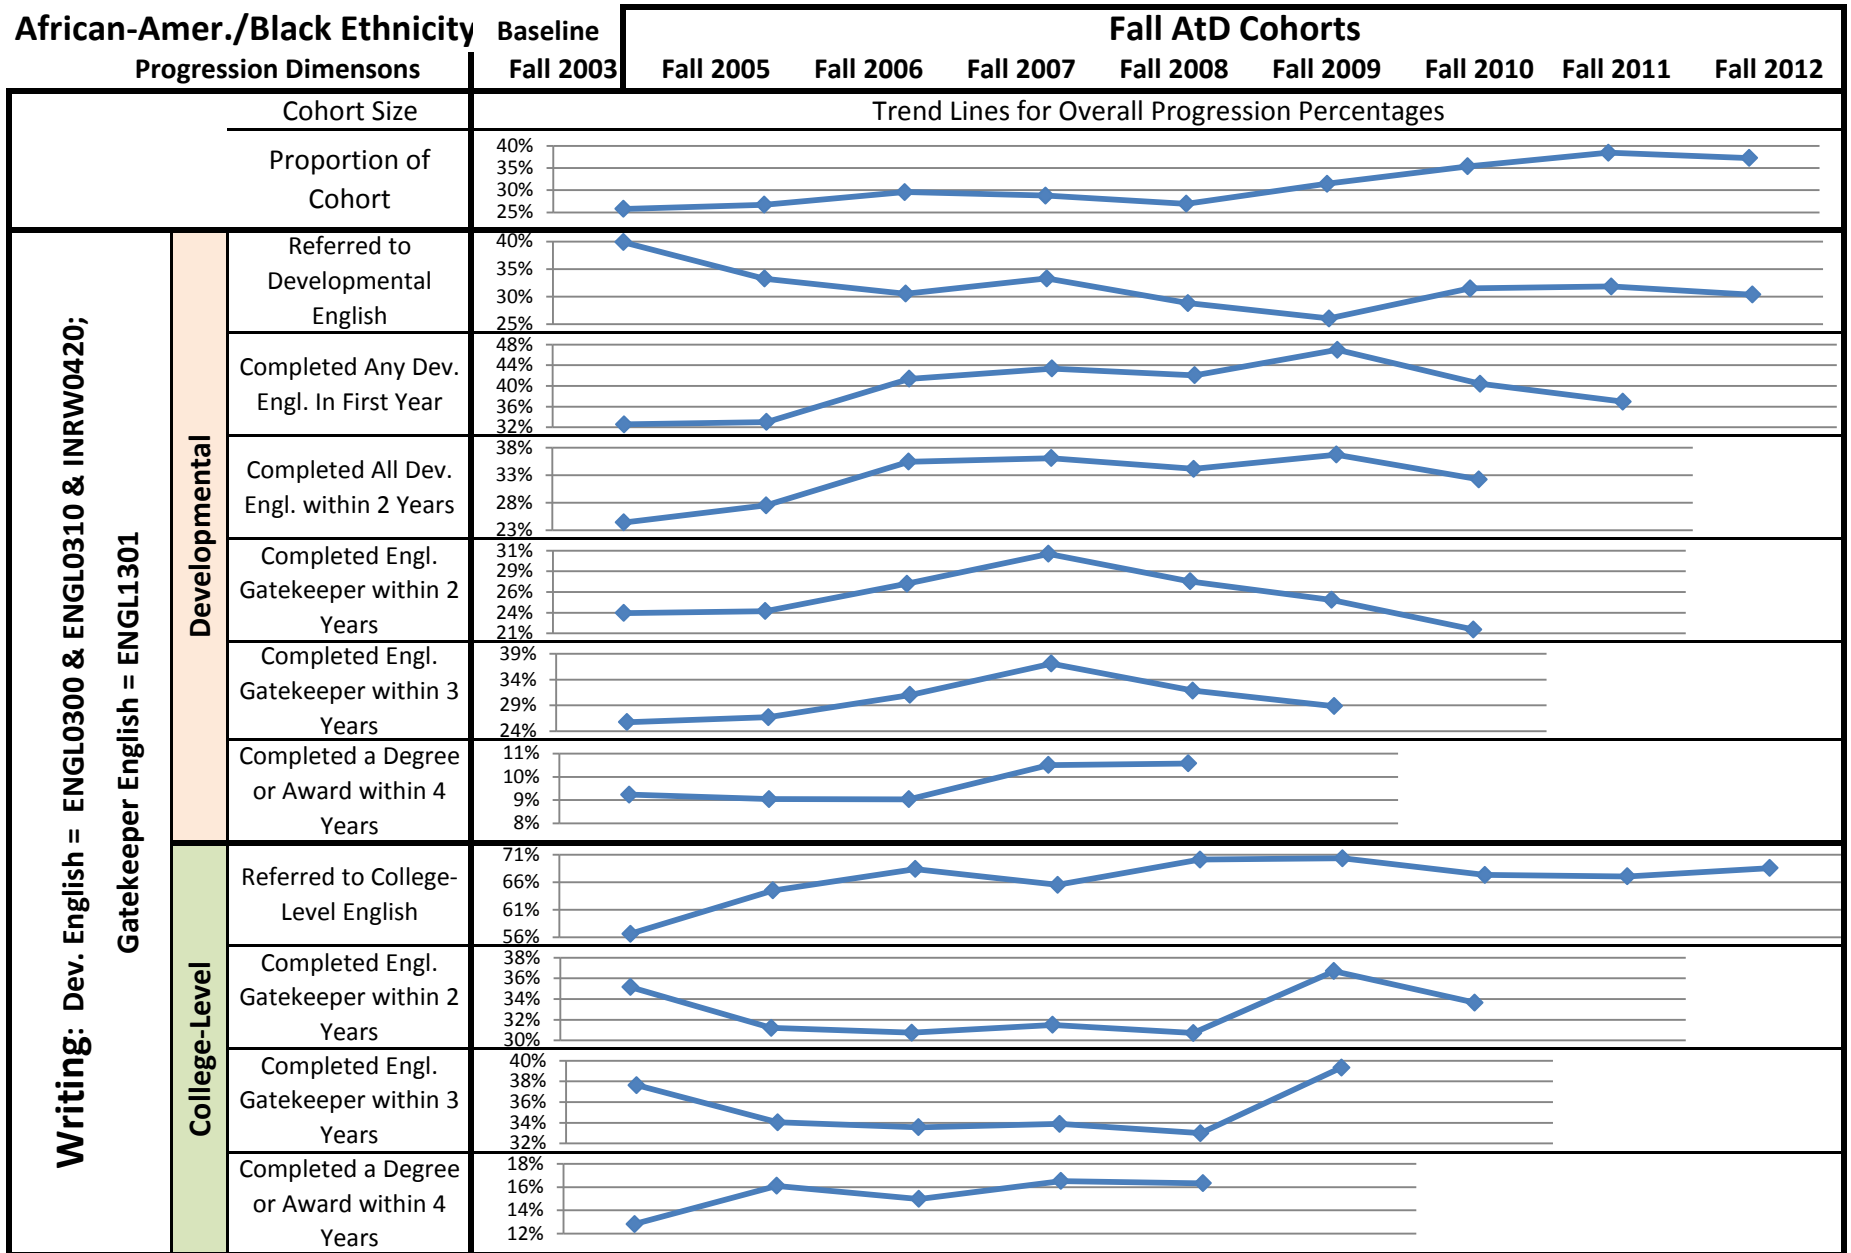 African-Amer./Black Ethnicity Baseline Fall AtD Cohorts
Progression Dimensons Fall 2003 Fall 2005 Fall 2006 Fall 2007 Fall 2008 Fall 2009 Fall 2010 Fall 2011 Fall 2012
Cohort Size Trend Lines for Overall Progression Percentages
Proportion of
Cohort
40%
35%
30%
25%
Writing: Dev. English = ENGL0300 & ENGL0310 & INRW0420;
Gatekeeper English = ENGL1301
Developmental
Referred to
Developmental
English
40%
35%
30%
25%
Completed Any Dev.
Engl. In First Year
48%
44%
40%
36%
32%
Completed All Dev.
Engl. within 2 Years
38%
33%
28%
23%
Completed Engl.
Gatekeeper within 2
Years
31%
29%
26%
24%
21%
Completed Engl.
Gatekeeper within 3
Years
39%
34%
29%
24%
Completed a Degree
or Award within 4
Years
11%
10%
9%
8%
College-Level
Referred to College-
Level English
71%
66%
61%
56%
Completed Engl.
Gatekeeper within 2
Years
38%
36%
34%
32%
30%
Completed Engl.
Gatekeeper within 3
Years
40%
38%
36%
34%
32%
Completed a Degree
or Award within 4
Years
18%
16%
14%
12%